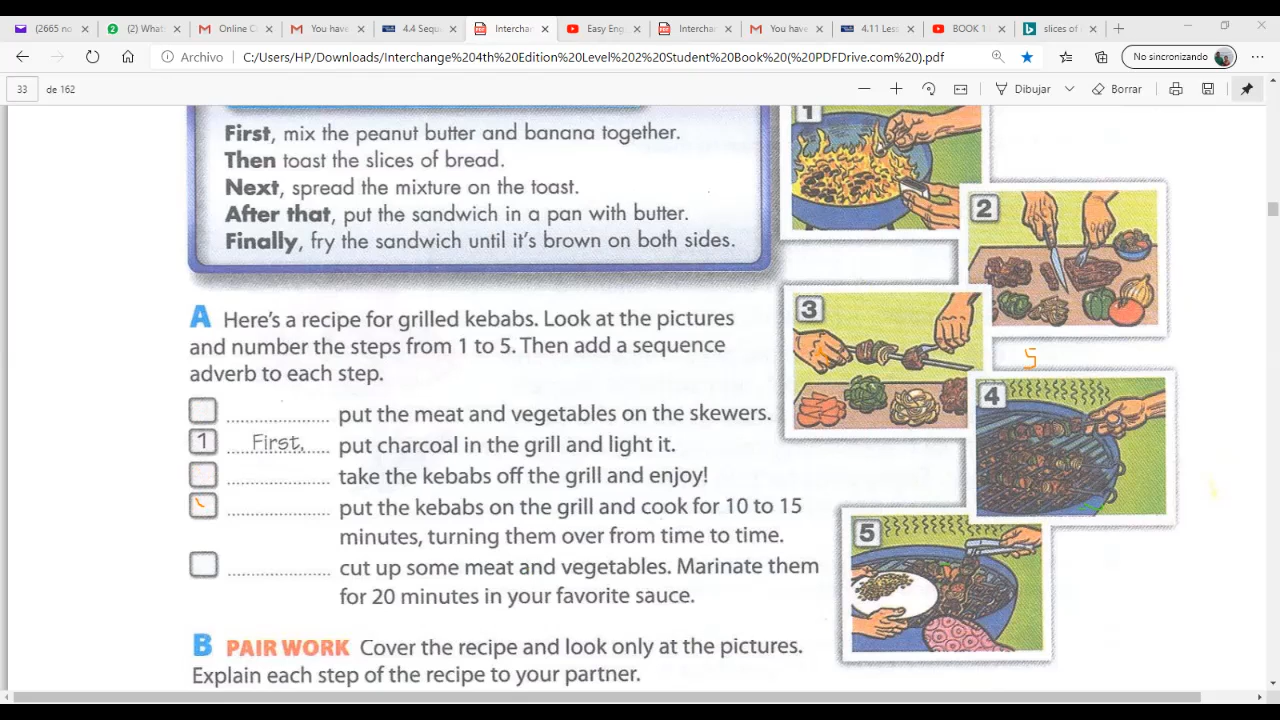 (2665 no
(2) What:
Online C
You have
4.4 Sequ
Interchan
Easy Eng
Interchan
You have
4.11 Less
BOOK 1
slices of
Archivo
C:/Users/HP/Downloads/Interchange%204th%20Edition%20Level%202%20Student%20Book%20(%20PDFDrive.com%20).pdf
No sincronizando
33 de 162
Dibujar
Borrar
First, mix the peanut butter and banana together.
Then toast the slices of bread.
Next, spread the mixture on the toast.
After that, put the sandwich in a pan with butter.
Finally, fry the sandwich until it's brown on both sides.
1
2
3
4
5
5
A Here's a recipe for grilled kebabs. Look at the pictures
and number the steps from 1 to 5. Then add a sequence
adverb to each step.
put the meat and vegetables on the skewers.
1 First, put charcoal in the grill and light it.
take the kebabs off the grill and enjoy!
put the kebabs on the grill and cook for 10 to 15
minutes, turning them over from time to time.
cut up some meat and vegetables. Marinate them
for 20 minutes in your favorite sauce.
B PAIR WORK Cover the recipe and look only at the pictures.
Explain each step of the recipe to your partner.